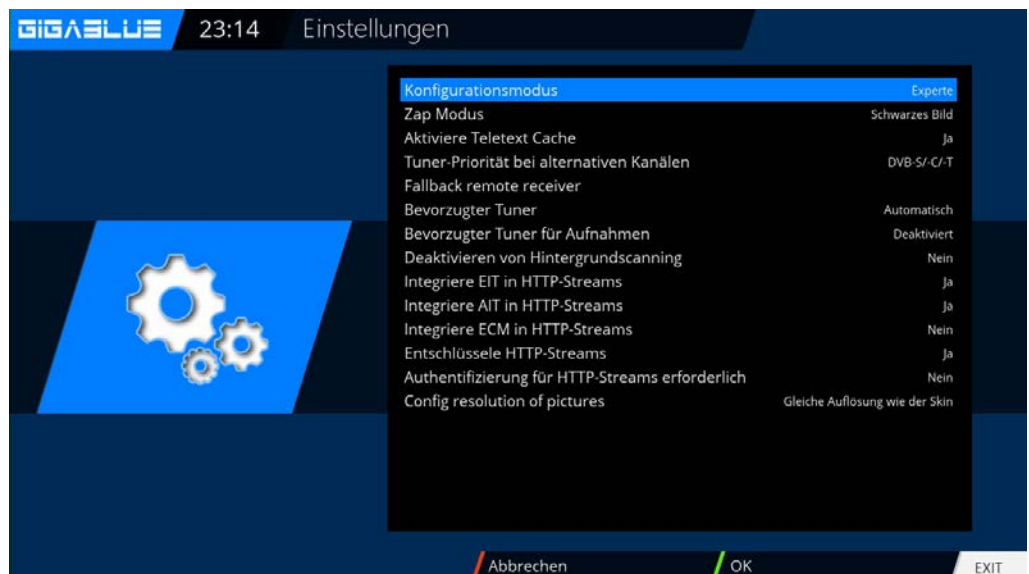 GIGABLUE 23:14 Einstellungen
Konfigurationsmodus Experte
Zap Modus Schwarzes Bild
Aktiviere Teletext Cache Ja
Tuner-Priorität bei alternativen Kanälen DVB-S/-C/-T
Fallback remote receiver
Bevorzugter Tuner Automatisch
Bevorzugter Tuner für Aufnahmen Deaktiviert
Deaktivieren von Hintergrundscanning Nein
Integriere EIT in HTTP-Streams Ja
Integriere AIT in HTTP-Streams Ja
Integriere ECM in HTTP-Streams Nein
Entschlüssele HTTP-Streams Ja
Authentifizierung für HTTP-Streams erforderlich Nein
Config resolution of pictures Gleiche Auflösung wie der Skin
Abbrechen OK EXIT